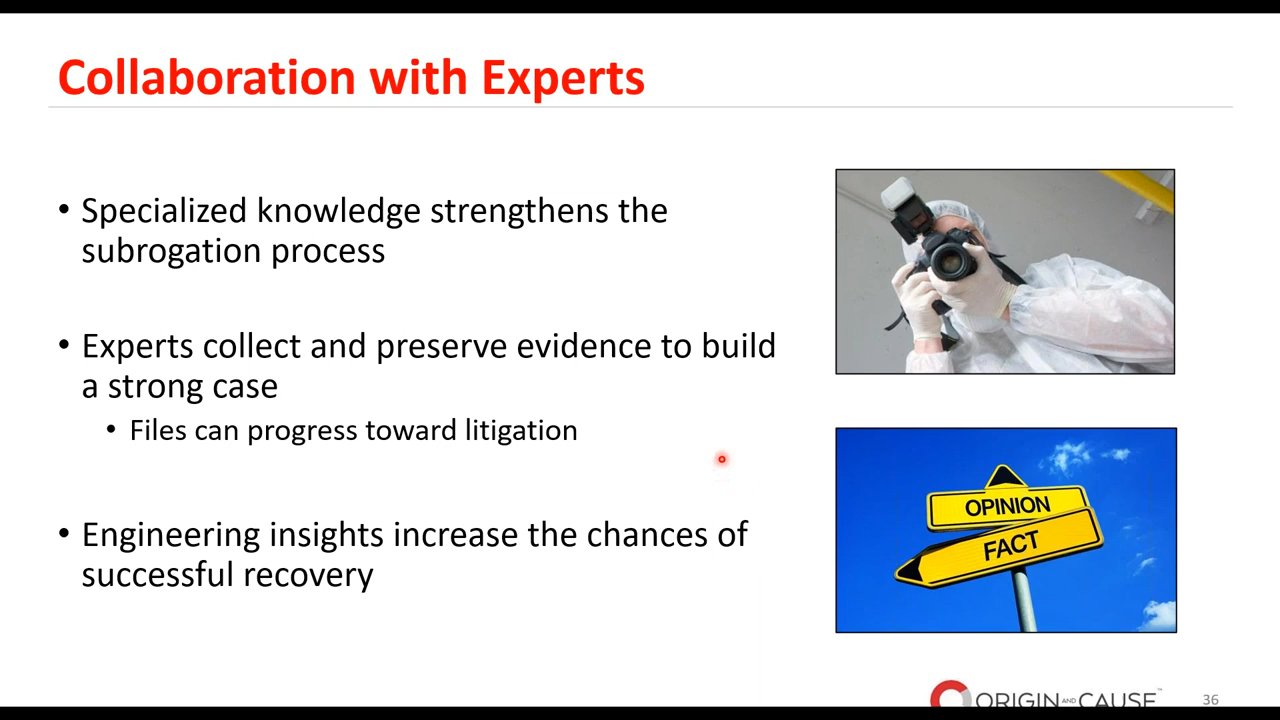 Collaboration with Experts
• Specialized knowledge strengthens the
subrogation process
• Experts collect and preserve evidence to build
a strong case
• Files can progress toward litigation
• Engineering insights increase the chances of
successful recovery
OPINION
FACT
ORIGIN AND CAUSE™
36